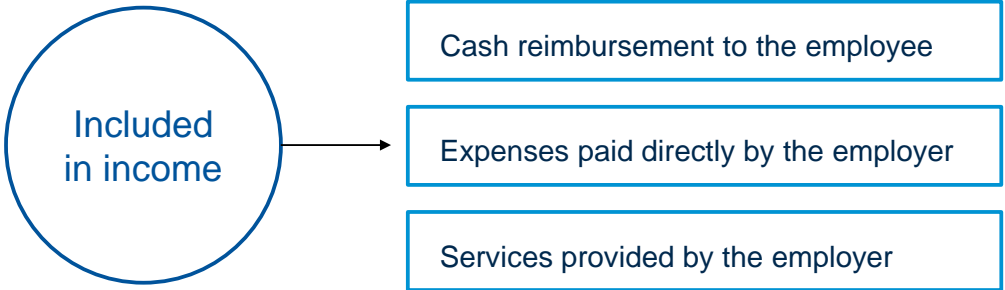 Included
in income
Cash reimbursement to the employee
Expenses paid directly by the employer
Services provided by the employer